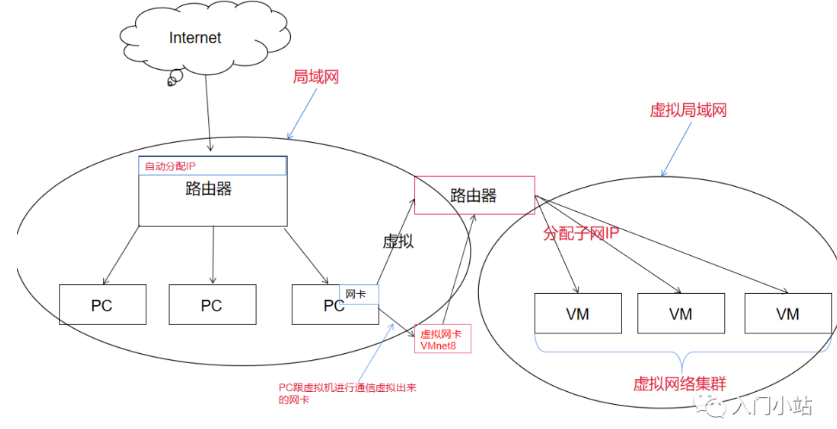 Internet
局域网
虚拟局域网
自动分配IP
路由器
路由器
虚拟
分配子网IP
PC
PC
PC
网卡
VM
VM
VM
虚拟网卡
VMnet8
PC跟虚拟机进行通信虚拟出来
的网卡
虚拟网络集群
入门小站